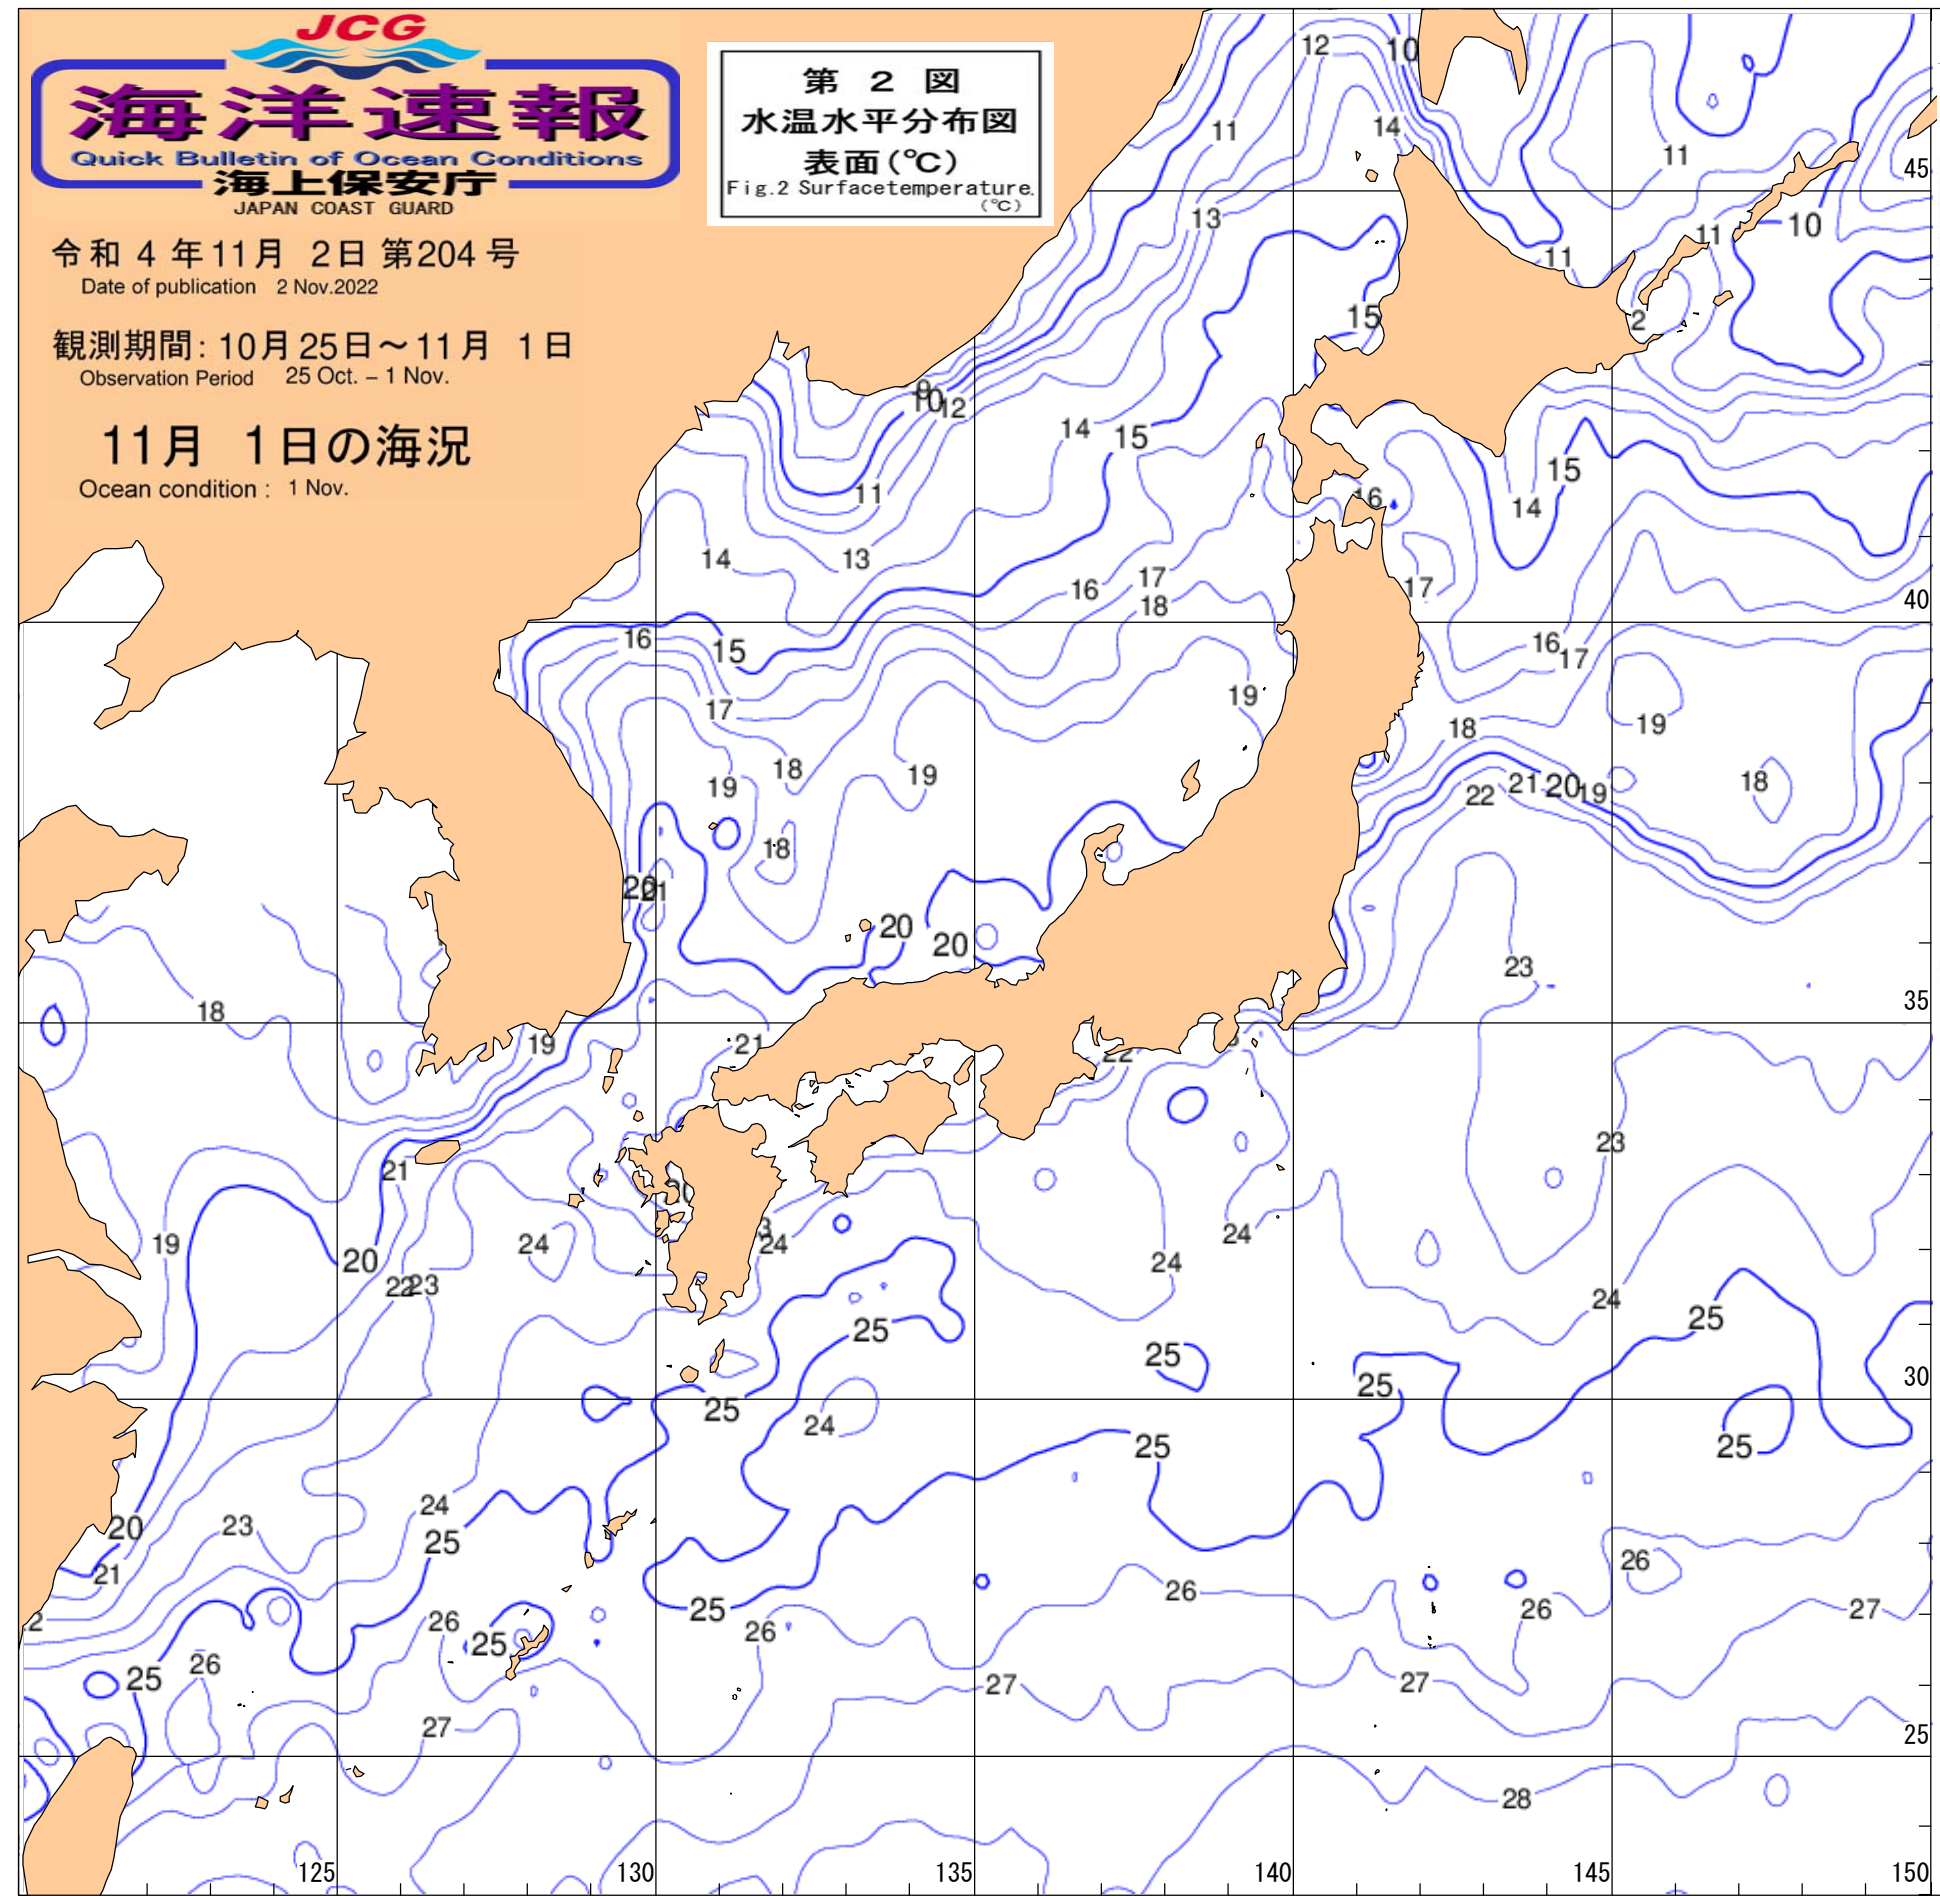 JCG
海洋速報
Quick Bulletin of Ocean Conditions
海上保安庁
JAPAN COAST GUARD
第 2 図
水温水平分布図
表面(℃)
Fig.2 Surfacetemperature.
(℃)
令和 4 年 11月 2日 第204 号
Date of publication 2 Nov.2022
観測期間: 10月 25日～11月 1日
Observation Period 25 Oct. – 1 Nov.
11月 1日の海況
Ocean condition : 1 Nov.
12 10
11 14
11
45
13 11 10
11
15 2
9
10 12
14 15
15
11 16
14
14 13
17
16 18 17
40
16 15 16 17
19
17 18 19
18 19
19 21 20 19 18
22
18
20 21
20 20
23
18 35
19 21
22
23
21
24
19 24 24
20 24
22 23 24
25 25
25
30
25
25 24
25 25
24
20 23
25
26
21 26
25 26 27
2 26
25
26
25 27 27
27
25
28
125 130 135 140 145 150